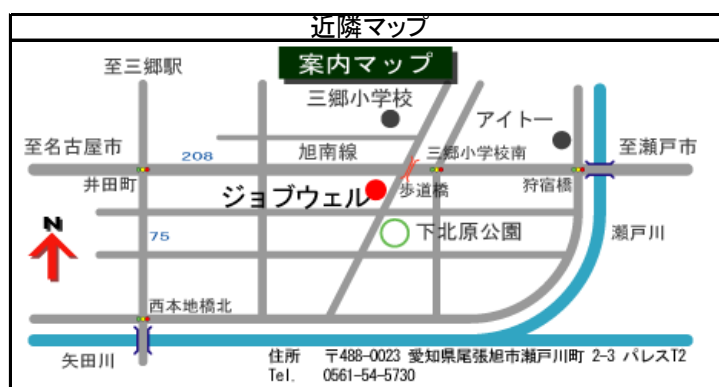 近隣マップ
案内マップ
至三郷駅
三郷小学校
アイトー
至名古屋市
208
旭南線
三郷小学校南
至瀬戸市
井田町
ジョブウェル
歩道橋
狩宿橋
N
75
下北原公園
瀬戸川
西本地橋北
矢田川
住所 〒488-0023 愛知県尾張旭市瀬戸川町 2-3 パレスT2
Tel. 0561-54-5730